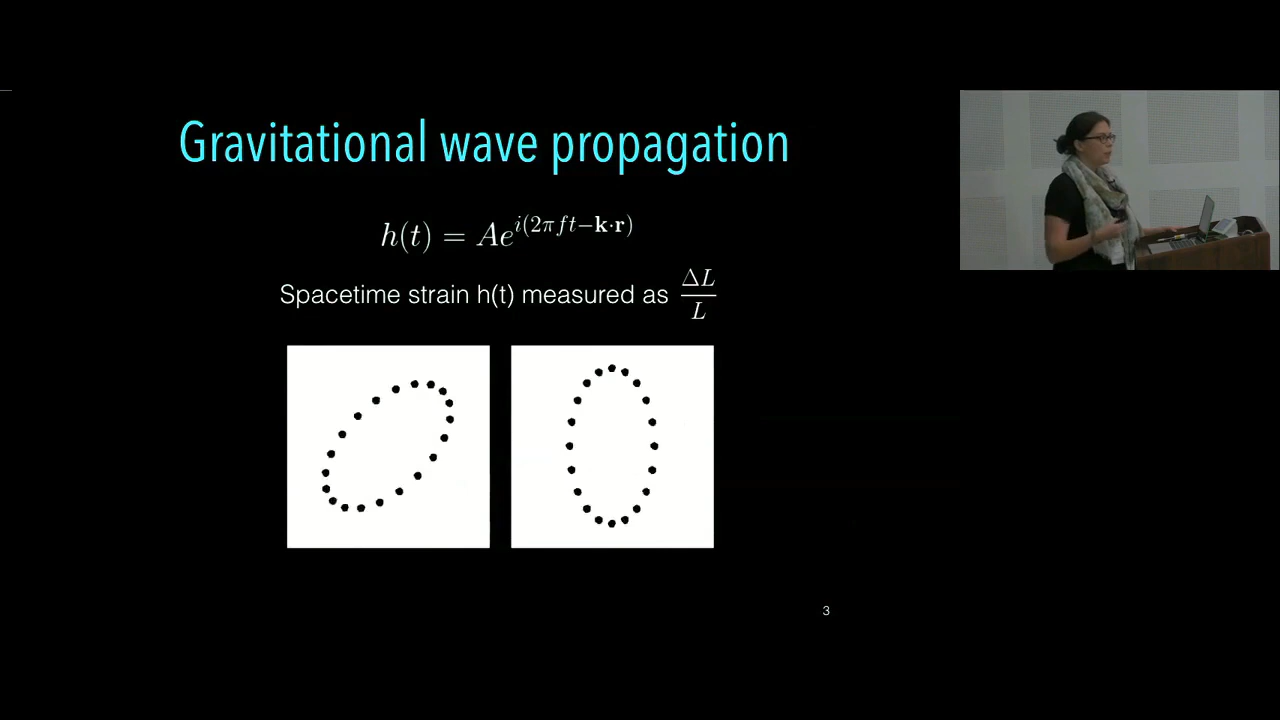 Gravitational wave propagation
h(t) = Ae^{i(2πft−k·r)}
Spacetime strain h(t) measured as ΔL/L
3